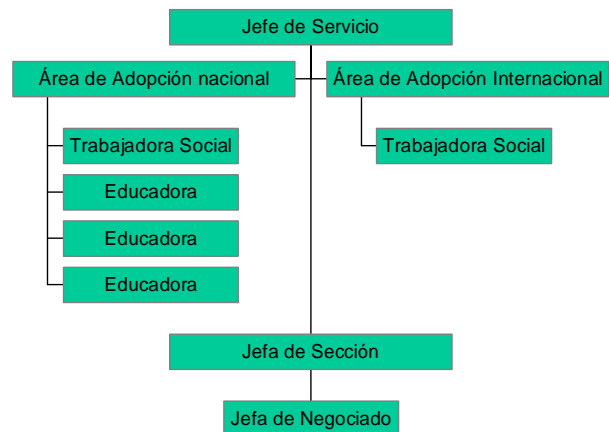 Jefe de Servicio
Área de Adopción nacional
Área de Adopción Internacional
Trabajadora Social
Trabajadora Social
Educadora
Educadora
Educadora
Jefa de Sección
Jefa de Negociado